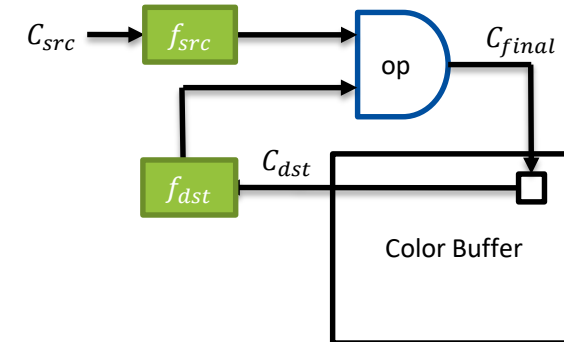 C_src
f_src
op
C_final
C_dst
f_dst
Color Buffer